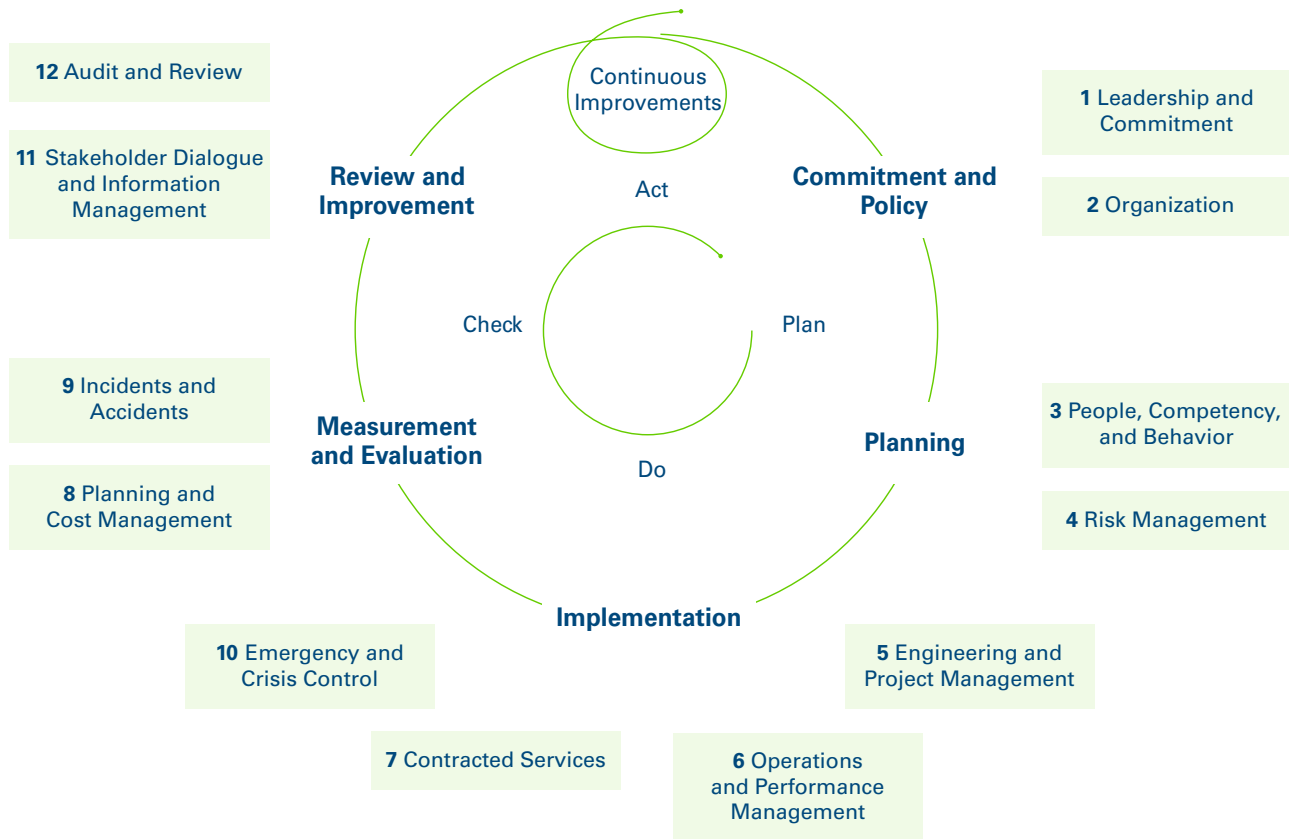 Continuous
Improvements
12 Audit and Review
1 Leadership and
Commitment
11 Stakeholder Dialogue
and Information
Management
Review and
Improvement
Act
Commitment and
Policy
2 Organization
Check
Plan
9 Incidents and
Accidents
Measurement
and Evaluation
Do
Planning
3 People, Competency,
and Behavior
8 Planning and
Cost Management
4 Risk Management
Implementation
10 Emergency and
Crisis Control
5 Engineering and
Project Management
7 Contracted Services
6 Operations
and Performance
Management